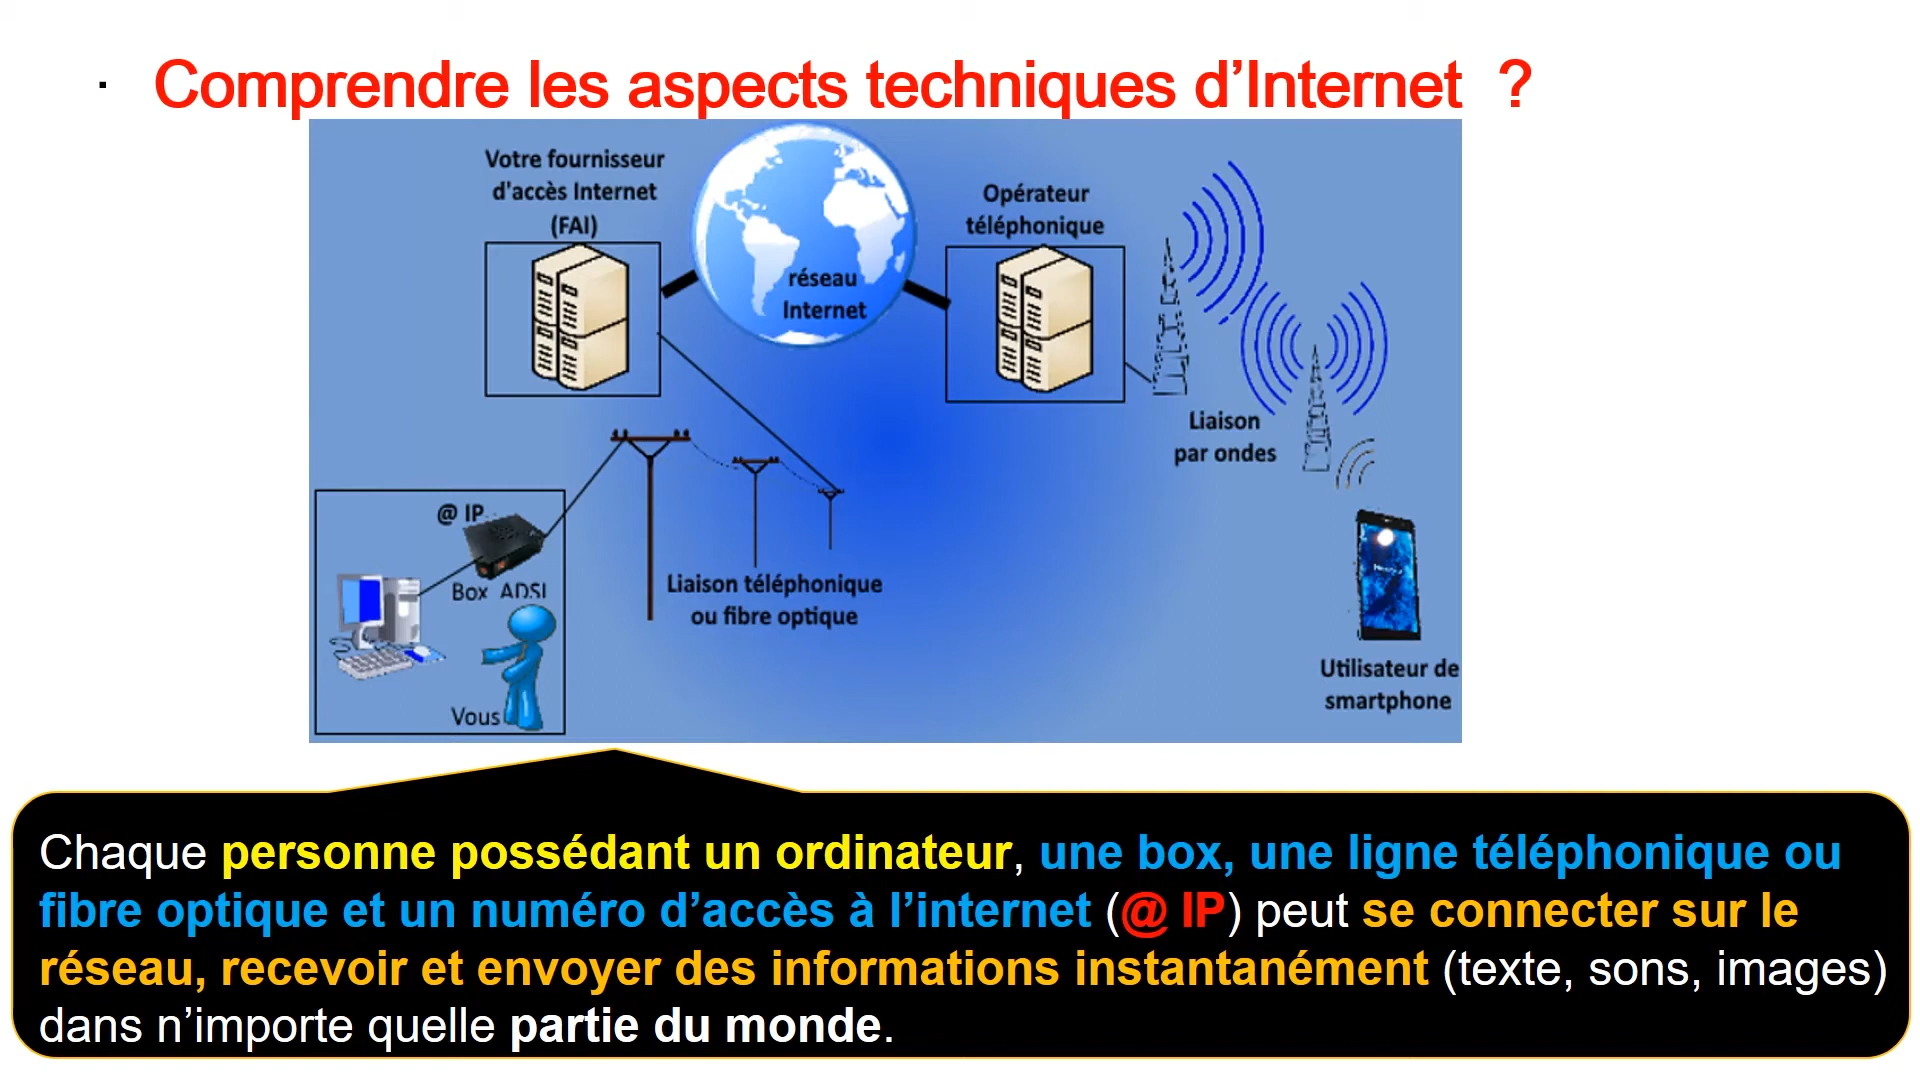 · Comprendre les aspects techniques d’Internet ?
Votre fournisseur
d'accès Internet
(FAI)
réseau
Internet
Opérateur
téléphonique
Liaison
par ondes
@ IP
Box ADSL
Liaison téléphonique
ou fibre optique
Vous
Utilisateur de
smartphone
Chaque personne possédant un ordinateur, une box, une ligne téléphonique ou
fibre optique et un numéro d’accès à l’internet (@ IP) peut se connecter sur le
réseau, recevoir et envoyer des informations instantanément (texte, sons, images)
dans n’importe quelle partie du monde.